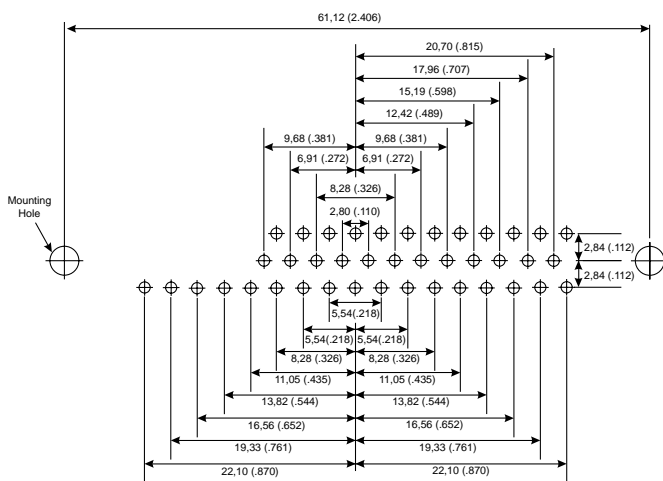 61,12 (2.406)
20,70 (.815)
17,96 (.707)
15,19 (.598)
12,42 (.489)
9,68 (.381) 9,68 (.381)
6,91 (.272) 6,91 (.272)
8,28 (.326)
Mounting
Hole
2,80 (.110)
2,84 (.112)
2,84 (.112)
5,54(.218)
5,54(.218) 5,54(.218)
8,28 (.326) 8,28 (.326)
11,05 (.435) 11,05 (.435)
13,82 (.544) 13,82 (.544)
16,56 (.652) 16,56 (.652)
19,33 (.761) 19,33 (.761)
22,10 (.870) 22,10 (.870)